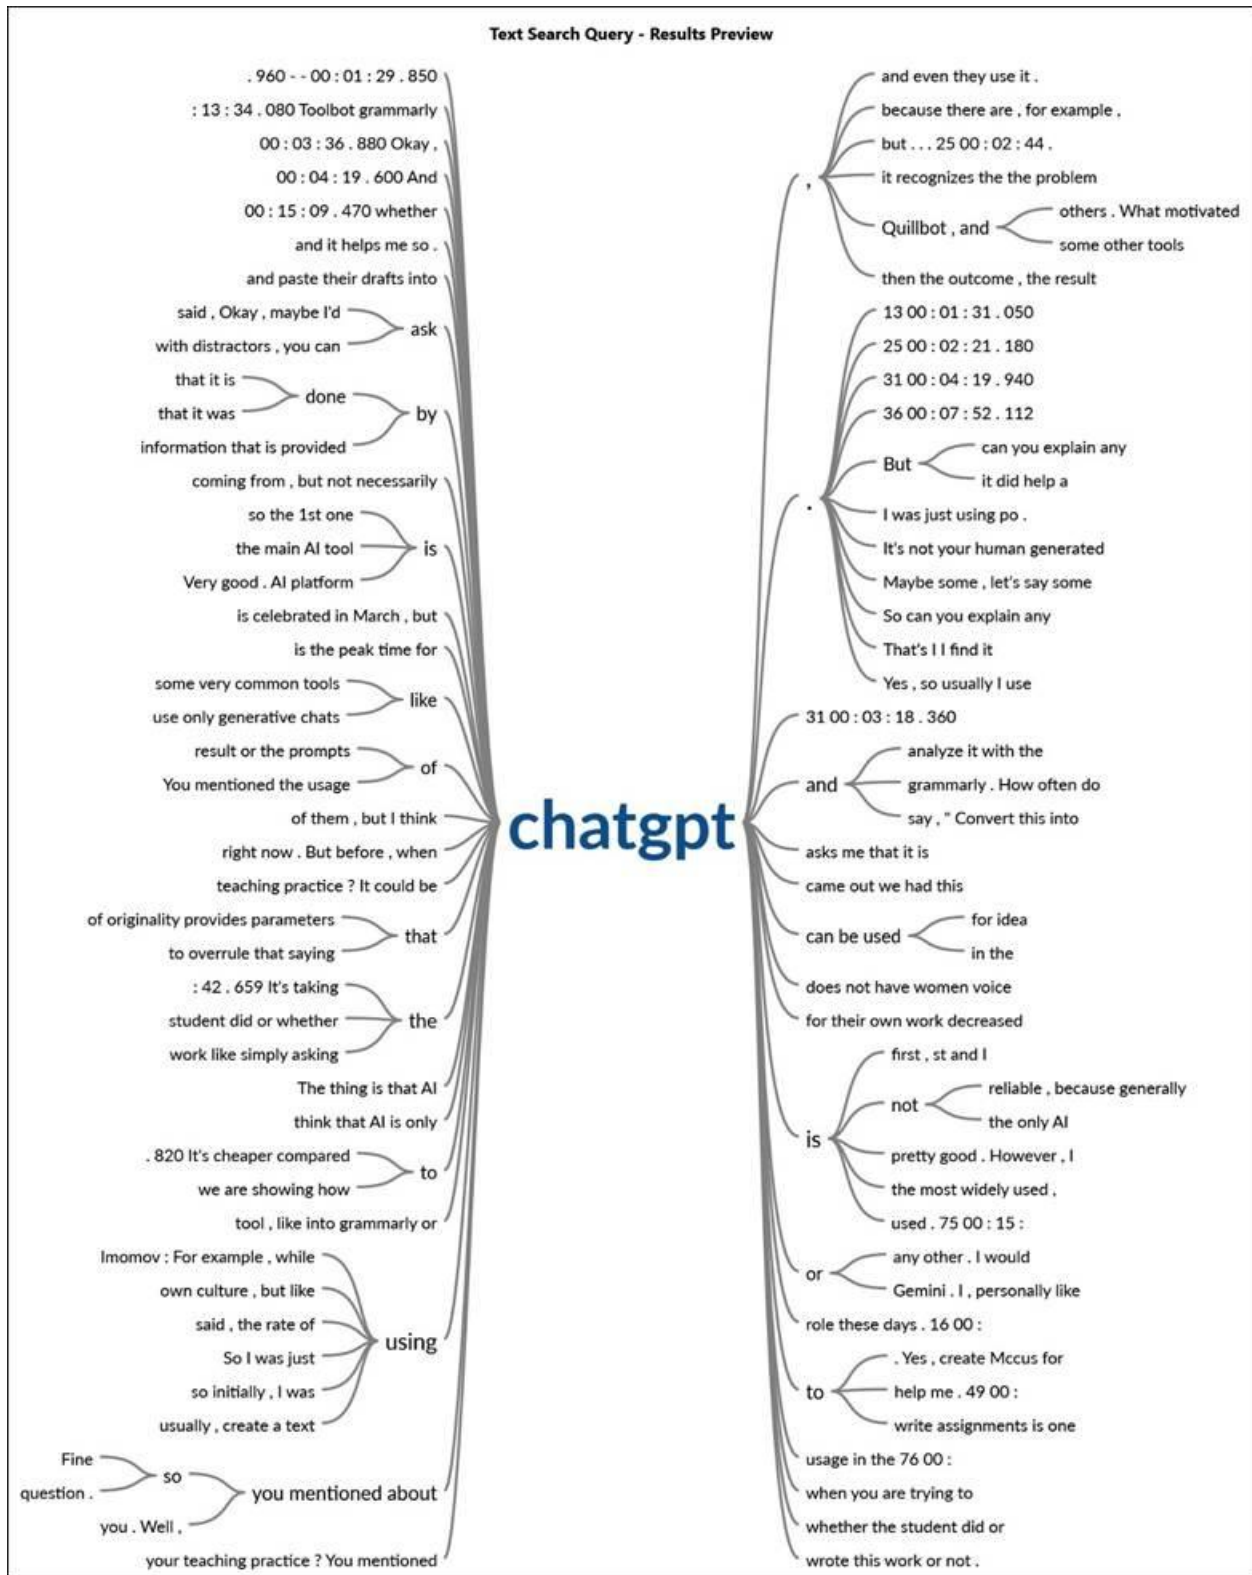 Text Search Query - Results Preview
. 960 - - 00 : 01 : 29 . 850
: 13 : 34 . 080 Toolbot grammarly
00 : 03 : 36 . 880 Okay ,
00 : 04 : 19 . 600 And
00 : 15 : 09 . 470 whether
and it helps me so .
and paste their drafts into
said , Okay , maybe I'd
with distractors , you can
ask
that it is
that it was
done
information that is provided
by
coming from , but not necessarily
so the 1st one
the main AI tool
Very good . AI platform
is
is celebrated in March , but
is the peak time for
some very common tools
use only generative chats
like
result or the prompts
You mentioned the usage
of
of them , but I think
right now . But before , when
teaching practice ? It could be
of originality provides parameters
to overrule that saying
that
: 42 . 659 It's taking
student did or whether
work like simply asking
the
The thing is that AI
think that AI is only
. 820 It's cheaper compared
we are showing how
to
tool , like into grammarly or
Imomov : For example , while
own culture , but like
said , the rate of
So I was just
so initially , I was
usually , create a text
using
Fine
question .
so
you . Well ,
you mentioned about
your teaching practice ? You mentioned
chatgpt
,
and even they use it .
because there are , for example ,
but . . . 25 00 : 02 : 44 .
it recognizes the the problem
Quillbot , and
others . What motivated
some other tools
then the outcome , the result
.
13 00 : 01 : 31 . 050
25 00 : 02 : 21 . 180
31 00 : 04 : 19 . 940
36 00 : 07 : 52 . 112
But
can you explain any
it did help a
I was just using po .
It's not your human generated
Maybe some , let's say some
So can you explain any
That's I I find it
Yes , so usually I use
31 00 : 03 : 18 . 360
and
analyze it with the
grammarly . How often do
say , " Convert this into
asks me that it is
came out we had this
can be used
for idea
in the
does not have women voice
for their own work decreased
is
first , st and I
not
reliable , because generally
the only AI
pretty good . However , I
the most widely used ,
used . 75 00 : 15 :
or
any other . I would
Gemini . I , personally like
role these days . 16 00 :
to
. Yes , create Mccus for
help me . 49 00 :
write assignments is one
usage in the 76 00 :
when you are trying to
whether the student did or
wrote this work or not .